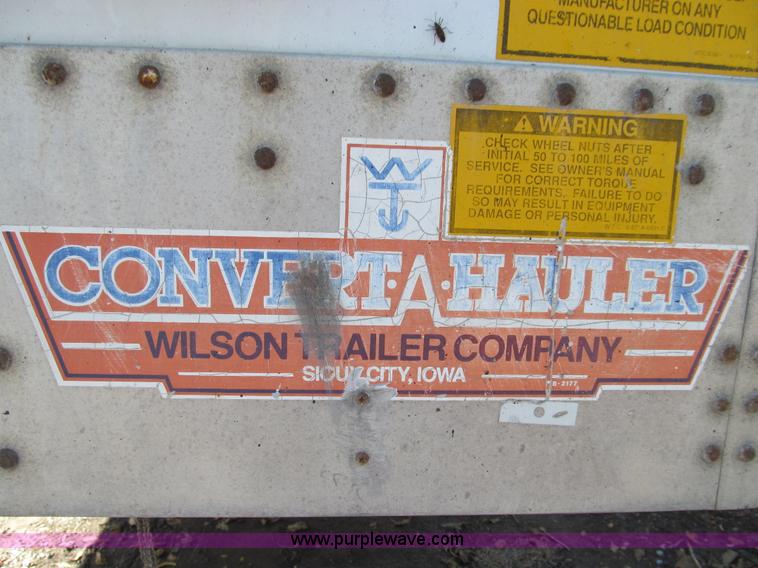 MANUFACTURER ON ANY
QUESTIONABLE LOAD CONDITION
WARNING
CHECK WHEEL NUTS AFTER
INITIAL 50 TO 100 MILES OF
SERVICE. SEE OWNER'S MANUAL
FOR CORRECT TORQUE
REQUIREMENTS. FAILURE TO DO
SO MAY RESULT IN EQUIPMENT
DAMAGE OR PERSONAL INJURY.
CONVERT·A·HAULER
WILSON TRAILER COMPANY
SIOUX CITY, IOWA
www.purplewave.com